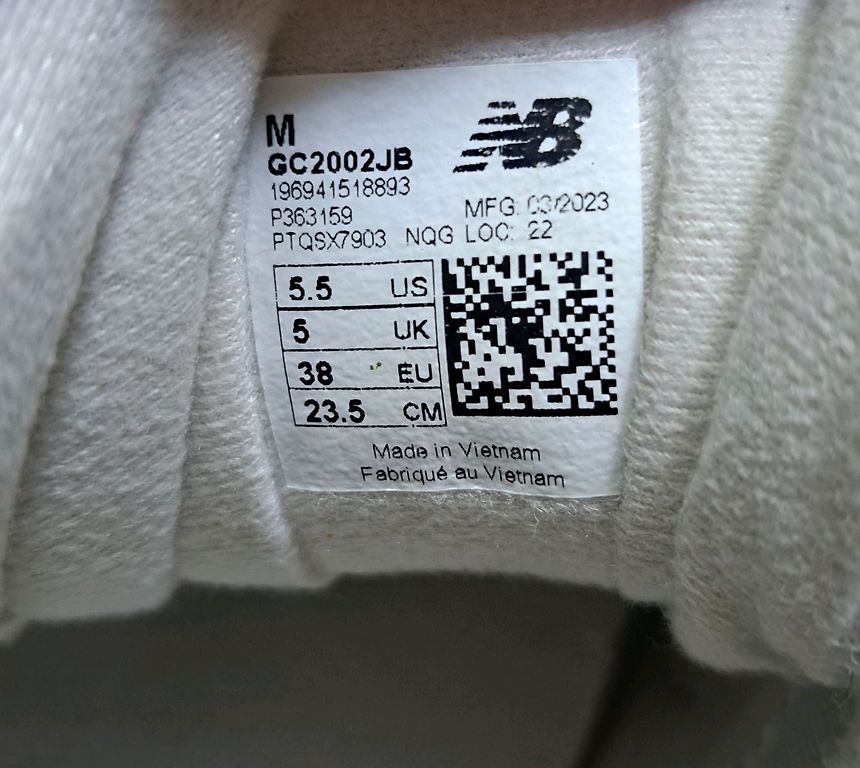 M
GC2002JB
196941518893
P363159
MFG. 03/2023
PTQSX7903 NQG LOC: 22
5.5 US
5 UK
38 EU
23.5 CM
Made in Vietnam
Fabriqué au Vietnam